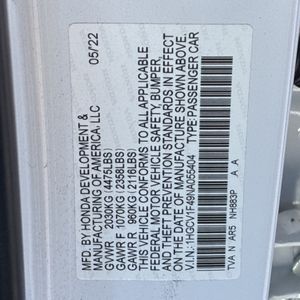 MFD. BY HONDA DEVELOPMENT & 05/22
MANUFACTURING OF AMERICA, LLC
GVWR 2030KG (4475LBS)
GAWR F 1070KG (2358LBS)
GAWR R 960KG (2116LBS)
THIS VEHICLE CONFORMS TO ALL APPLICABLE
FEDERAL MOTOR VEHICLE SAFETY, BUMPER,
AND THEFT PREVENTION STANDARDS IN EFFECT
ON THE DATE OF MANUFACTURE SHOWN ABOVE.
V.I.N.: 1HGCV1F49NA055604 TYPE: PASSENGER CAR
TVA N AR5 NH883P A A